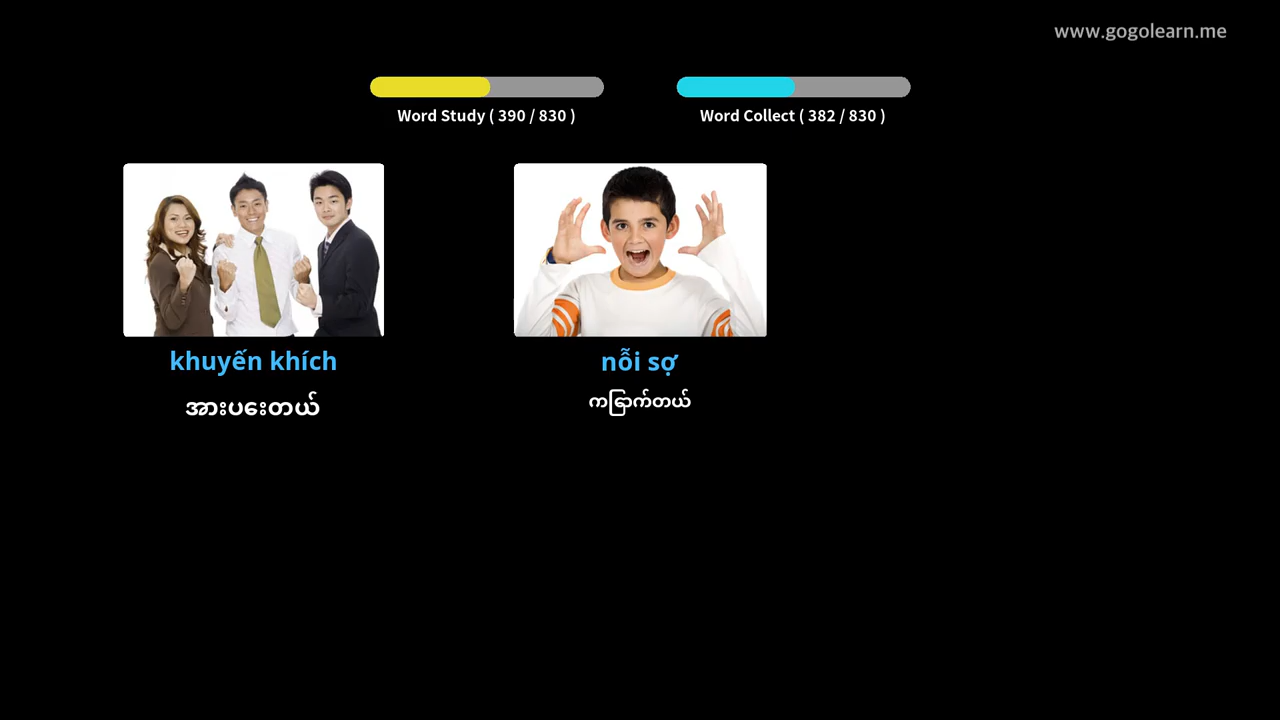 www.gogolearn.me
Word Study ( 390 / 830 )
Word Collect ( 382 / 830 )
khuyến khích
nỗi sợ
အားပေးတယ်
ကြောက်တယ်